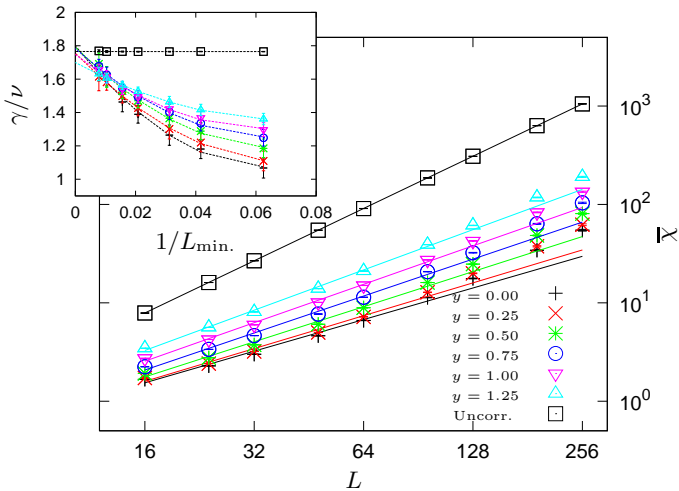 1.8
1.6
1.4
1.2
1
γ/ν
0 0.02 0.04 0.06 0.08
1/L_min.
10^3
10^2
10^1
10^0
χ̅
y = 0.00
y = 0.25
y = 0.50
y = 0.75
y = 1.00
y = 1.25
Uncorr.
16 32 64 128 256
L